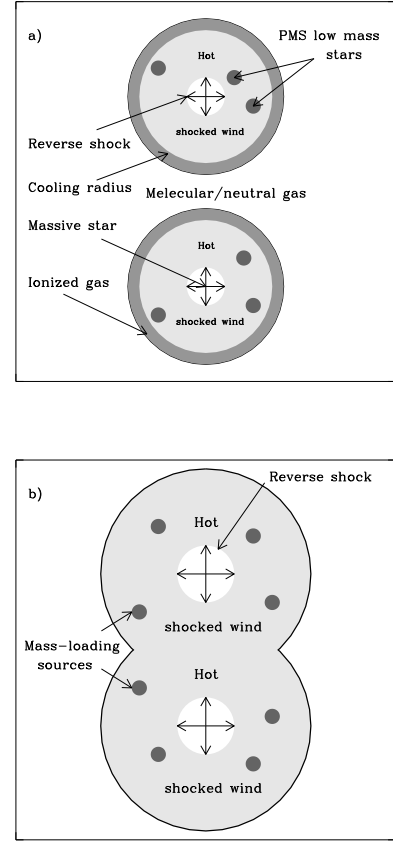 a)
PMS low mass
stars
Hot
shocked wind
Reverse shock
Cooling radius
Melecular/neutral gas
Massive star
Hot
Ionized gas
shocked wind
b)
Reverse shock
Hot
shocked wind
Mass-loading
sources
Hot
shocked wind